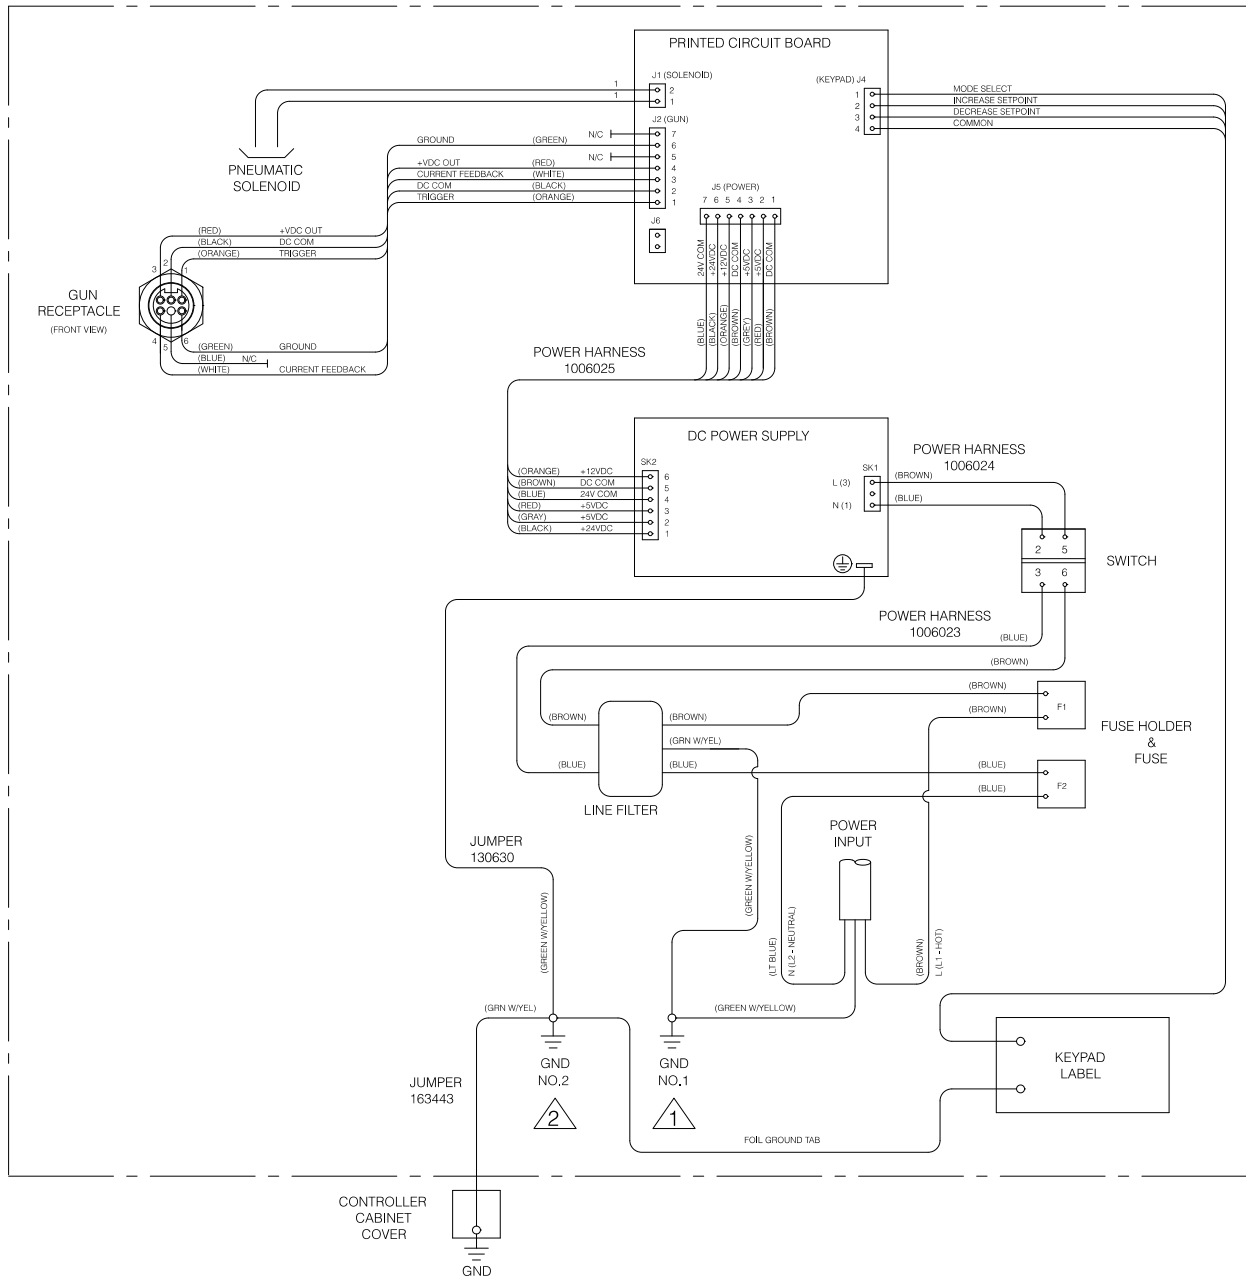 PRINTED CIRCUIT BOARD
J1 (SOLENOID)
1
2
1
1
(KEYPAD) J4
1
MODE SELECT
2
INCREASE SETPOINT
3
DECREASE SETPOINT
4
COMMON
PNEUMATIC
SOLENOID
J2 (GUN)
N/C
7
GROUND
(GREEN)
6
N/C
5
+VDC OUT
(RED)
4
CURRENT FEEDBACK
(WHITE)
3
DC COM
(BLACK)
2
TRIGGER
(ORANGE)
1
J6
J5 (POWER)
7 6 5 4 3 2 1
24V COM
+24VDC
+12VDC
DC COM
+5VDC
+5VDC
DC COM
(BLUE)
(BLACK)
(ORANGE)
(BROWN)
(GREY)
(RED)
(BROWN)
(RED)
+VDC OUT
(BLACK)
DC COM
(ORANGE)
TRIGGER
3
2
1
GUN
RECEPTACLE
(FRONT VIEW)
4
5
6
(GREEN)
GROUND
(BLUE)
N/C
(WHITE)
CURRENT FEEDBACK
POWER HARNESS
1006025
DC POWER SUPPLY
SK2
(ORANGE)
+12VDC
6
(BROWN)
DC COM
5
(BLUE)
24V COM
4
(RED)
+5VDC
3
(GRAY)
+5VDC
2
(BLACK)
+24VDC
1
SK1
L (3)
N (1)
POWER HARNESS
1006024
(BROWN)
(BLUE)
2 5
3 6
SWITCH
POWER HARNESS
1006023
(BLUE)
(BROWN)
(BROWN)
(BROWN)
F1
FUSE HOLDER
&
FUSE
(BLUE)
(BLUE)
F2
(BROWN)
(BROWN)
(GRN W/YEL)
(BLUE)
(BLUE)
LINE FILTER
POWER
INPUT
JUMPER
130630
(GREEN W/YELLOW)
(GREEN W/YELLOW)
(LT BLUE)
N (L2 - NEUTRAL)
(BROWN)
L (L1 - HOT)
(GRN W/YEL)
(GREEN W/YELLOW)
GND
NO.2
2
GND
NO.1
1
JUMPER
163443
KEYPAD
LABEL
FOIL GROUND TAB
CONTROLLER
CABINET
COVER
GND